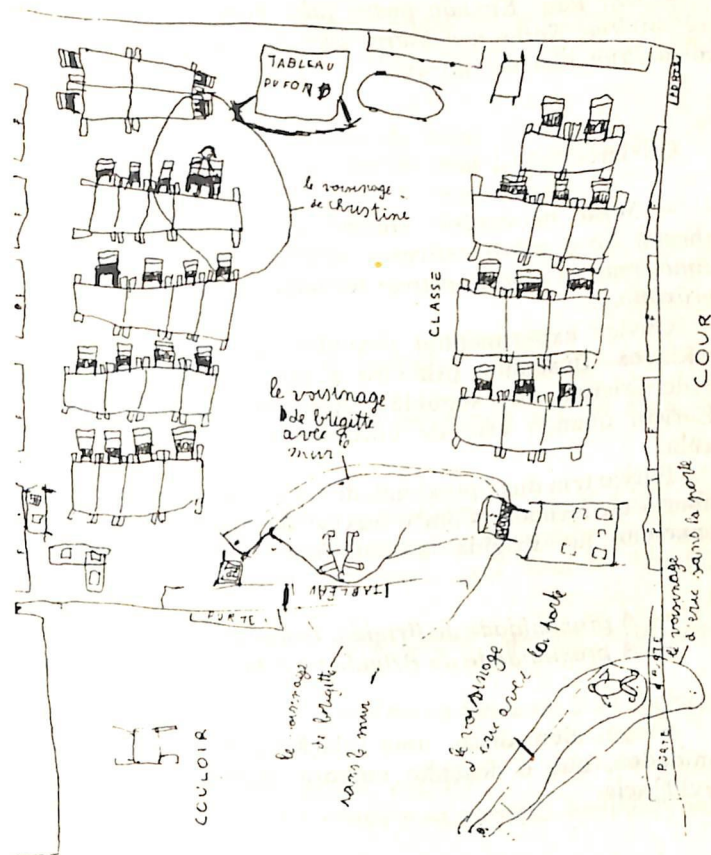 TABLEAU
DU FOND
PORTE
le voisinage
de Christine
CLASSE
COUR
le voisinage
de brigitte
avec le
mur
TABLEAU
PORTE
le voisinage
de brigitte
sans le mur
le voisinage
d'eric avec la porte
le voisinage
d'eric sans la porte
PORTE
PORTE
COULOIR